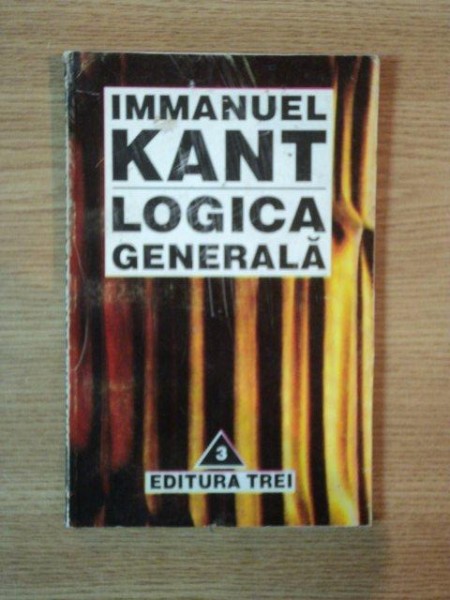 IMMANUEL
KANT
LOGICA
GENERALĂ
3
EDITURA TREI